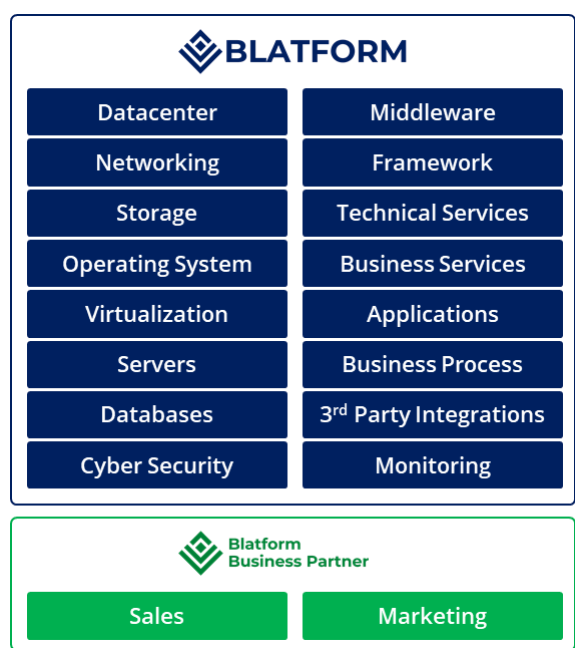 BLATFORM
Datacenter
Middleware
Networking
Framework
Storage
Technical Services
Operating System
Business Services
Virtualization
Applications
Servers
Business Process
Databases
3rd Party Integrations
Cyber Security
Monitoring
Blatform
Business Partner
Sales
Marketing